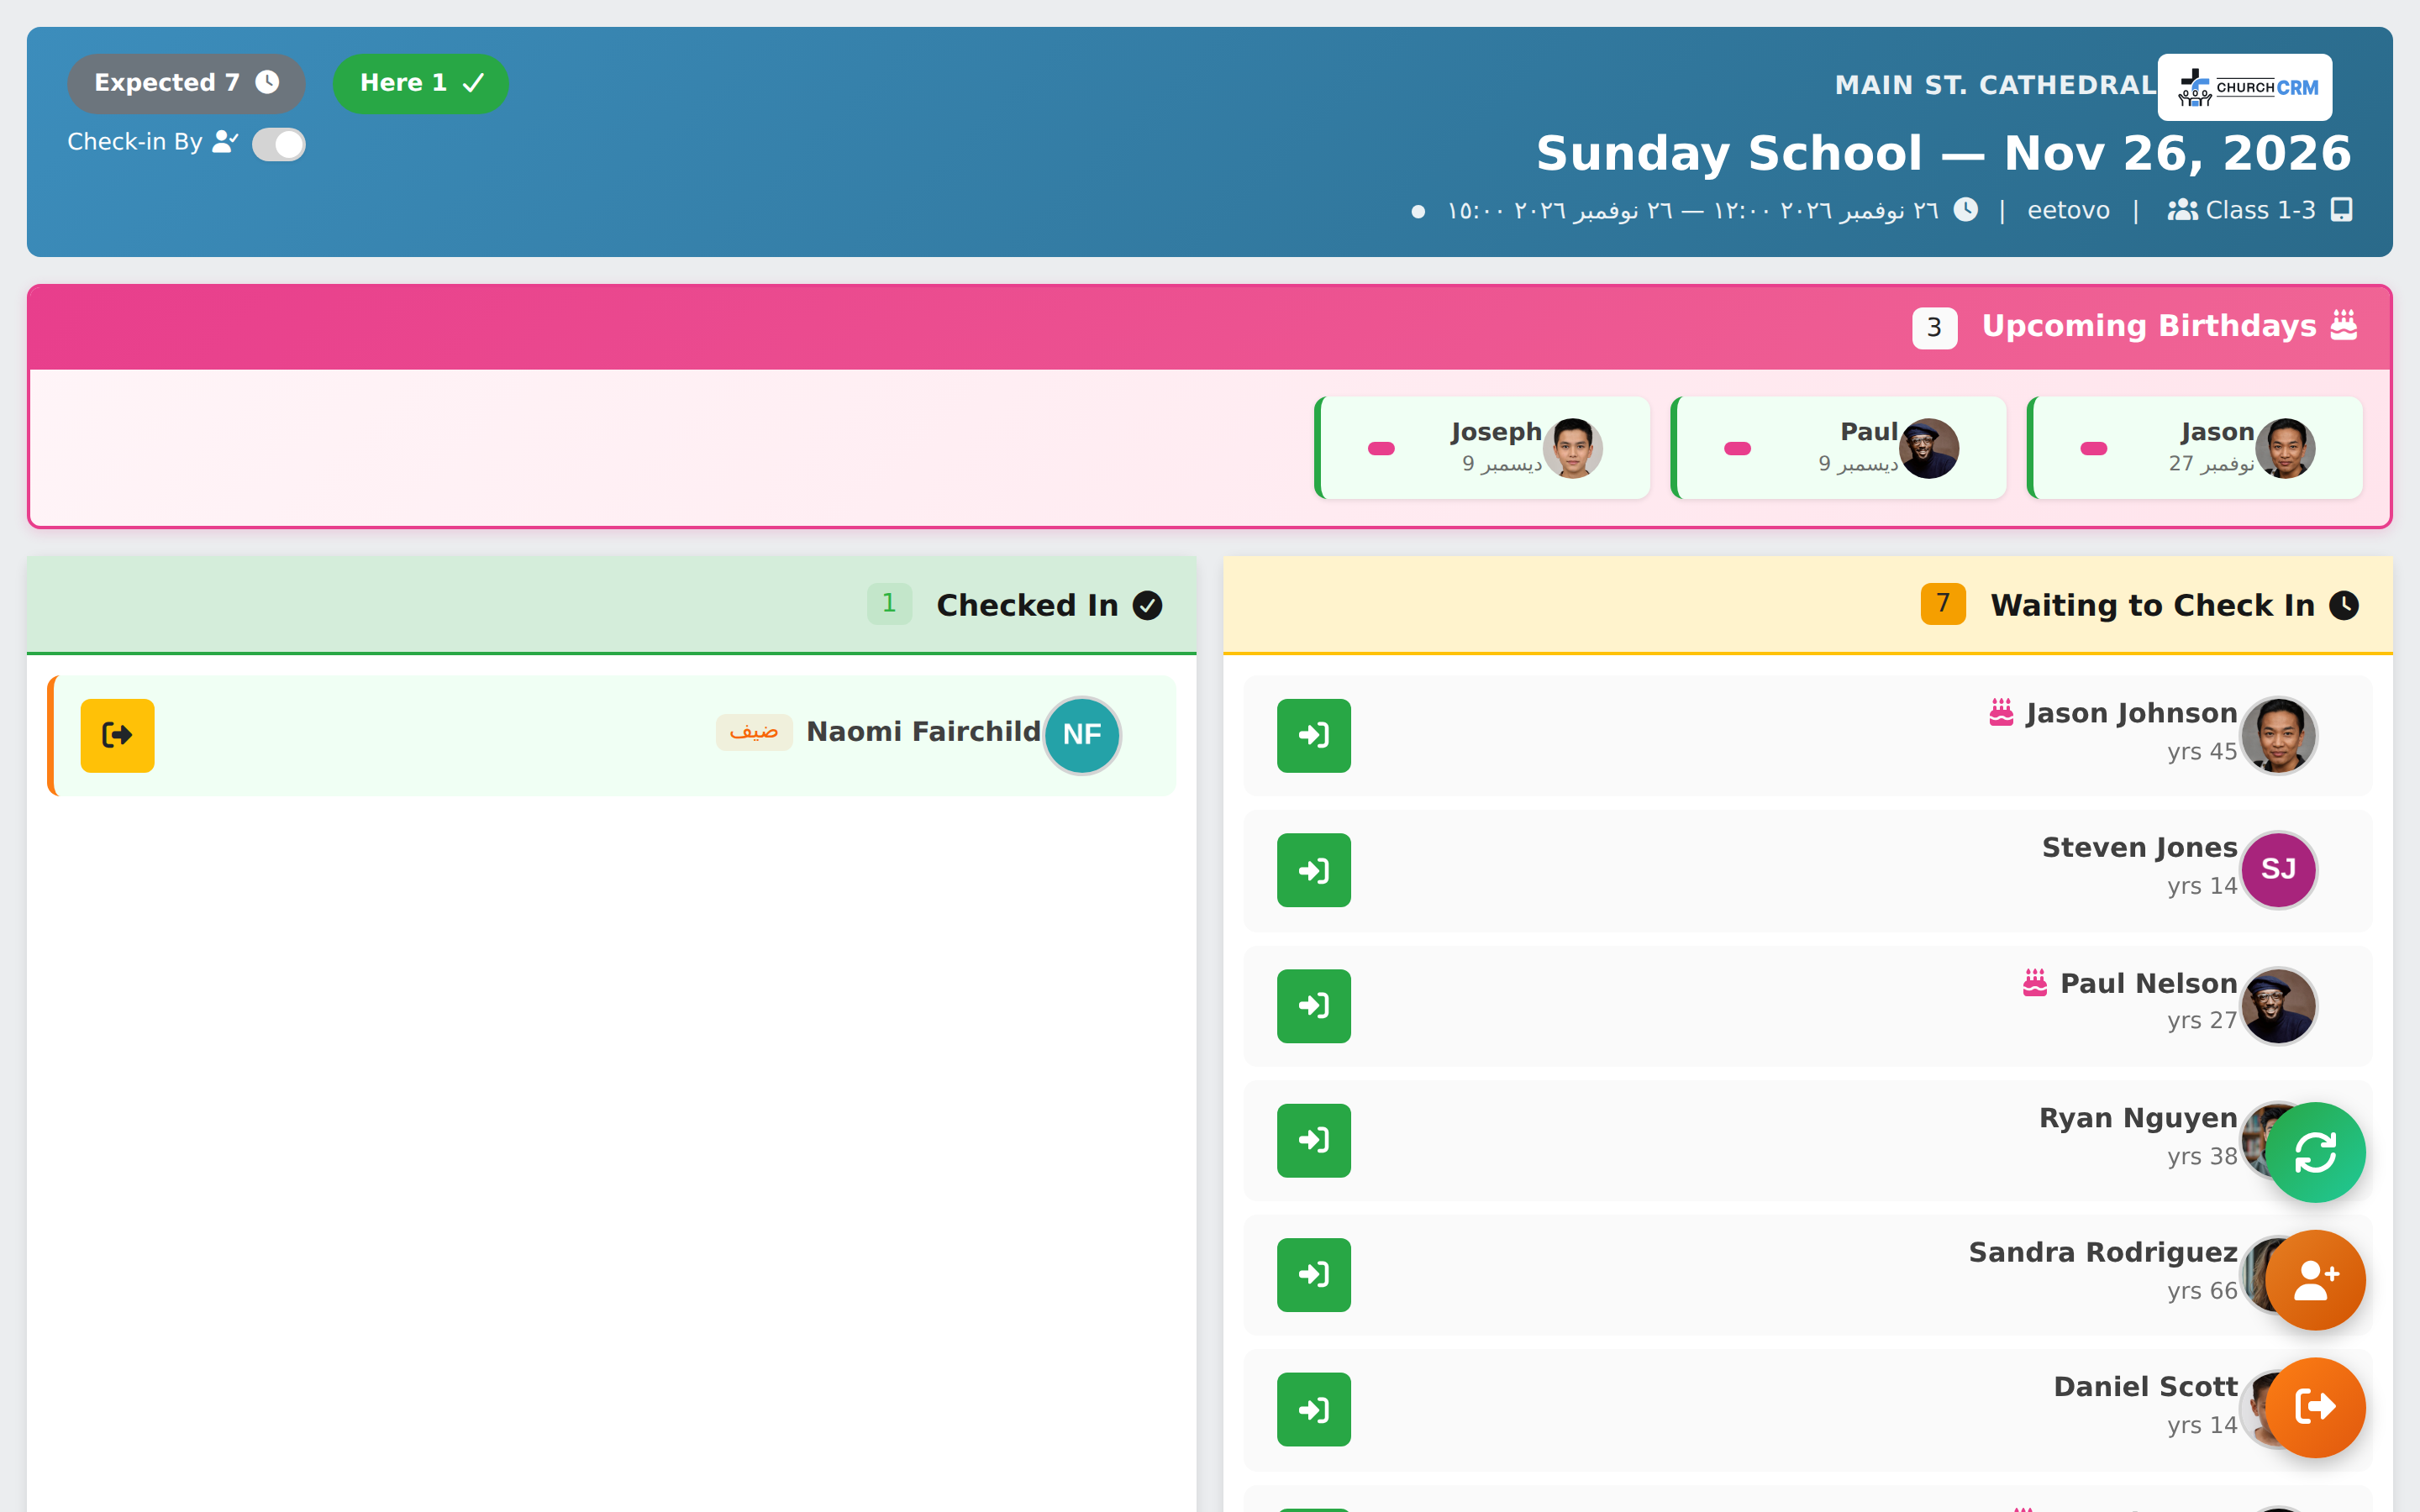 MAIN ST. CATHEDRAL
CHURCHCRM
Sunday School — Nov 26, 2026
Class 1-3 | eetovo | ٢٦ نوفمبر ٢٠٢٦ ١٢:٠٠ — ٢٦ نوفمبر ٢٠٢٦ ١٥:٠٠
Here 1
Expected 7
Check-in By
Upcoming Birthdays 3
Jason
نوفمبر 27
Paul
ديسمبر 9
Joseph
ديسمبر 9
Waiting to Check In 7
Jason Johnson
yrs 45
Steven Jones
SJ
yrs 14
Paul Nelson
yrs 27
Ryan Nguyen
yrs 38
Sandra Rodriguez
yrs 66
Daniel Scott
yrs 14
Checked In 1
NF
Naomi Fairchild ضيف